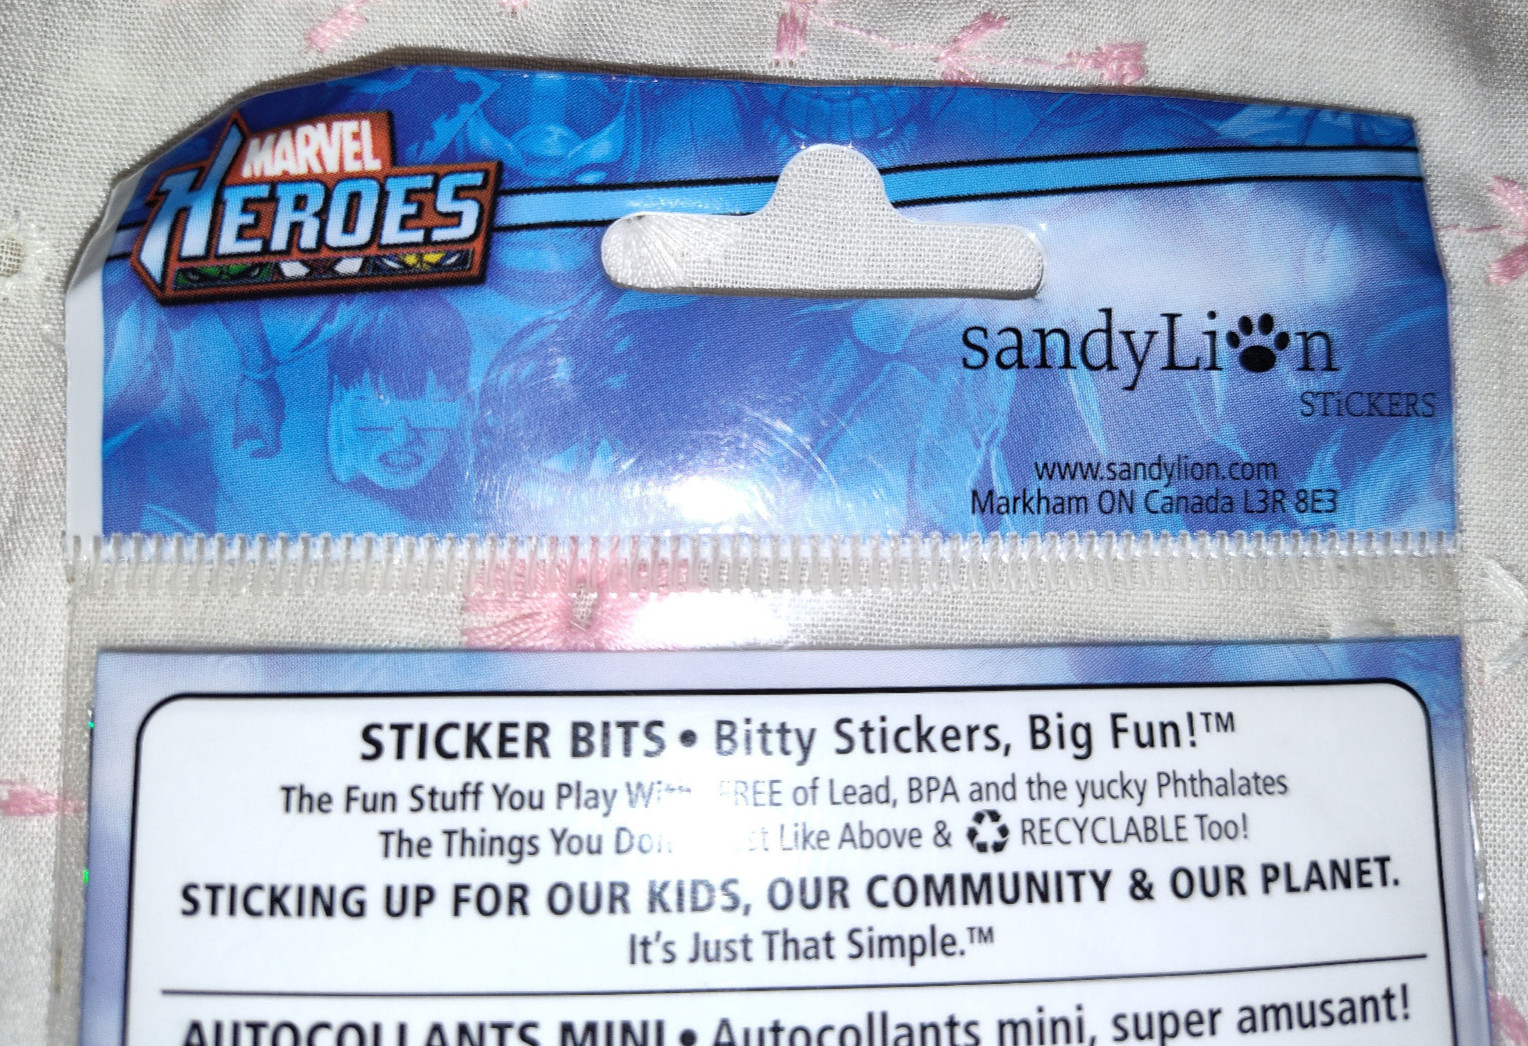 MARVEL
HEROES
sandyLion
STiCKERS
www.sandylion.com
Markham ON Canada L3R 8E3
STICKER BITS • Bitty Stickers, Big Fun!™
The Fun Stuff You Play With FREE of Lead, BPA and the yucky Phthalates
The Things You Like Above & RECYCLABLE Too!
STICKING UP FOR OUR KIDS, OUR COMMUNITY & OUR PLANET.
It's Just That Simple.™
AUTOCOLLANTS MINI • Autocollants mini, super amusant!